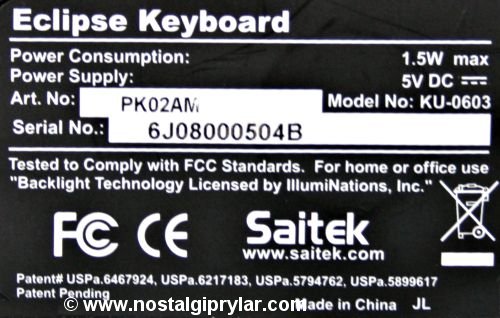 Eclipse Keyboard
Power Consumption: 1.5W max
Power Supply: 5V DC
Art. No: PK02AM Model No: KU-0603
Serial No.: 6J08000504B
Tested to Comply with FCC Standards. For home or office use
"Backlight Technology Licensed by IllumiNations, Inc."
FC CE Saitek
www.saitek.com
Patent# USPa.6467924, USPa.6217183, USPa.5794762, USPa.5899617
Patent Pending
© www.nostalgiprylar.com Made in China JL